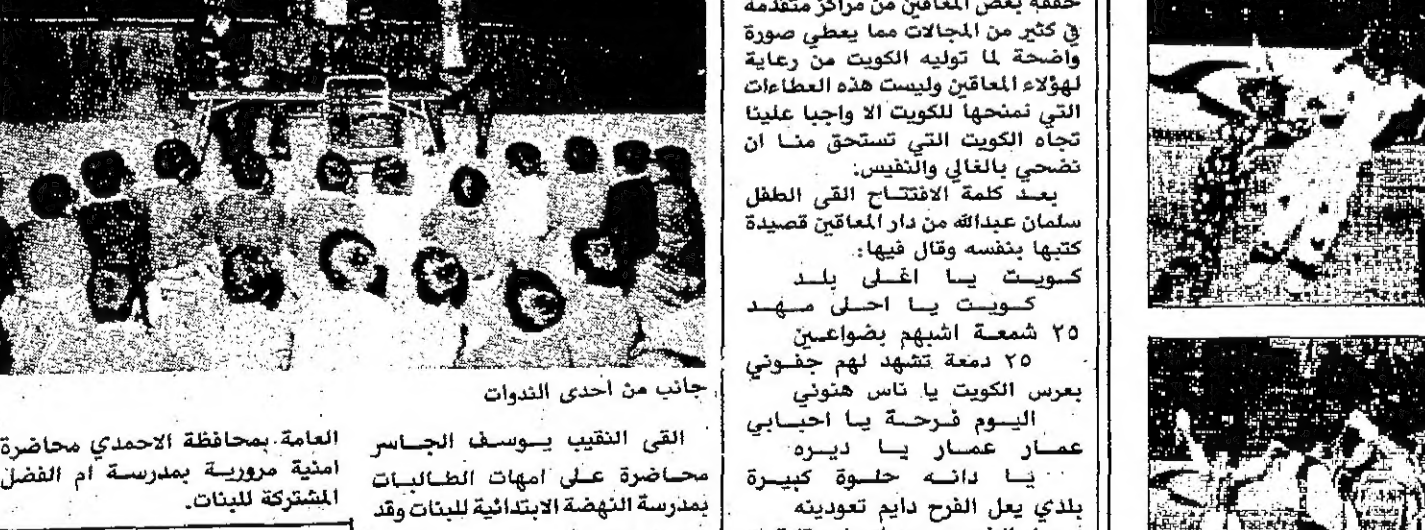 حققه بعض المعاقين من مراكز متقدمة
في كثير من المجالات مما يعطي صورة
واضحة لما توليه الكويت من رعاية
لهؤلاء المعاقين وليست هذه العطاءات
التي نمنحها للكويت الا واجبا علينا
تجاه الكويت التي تستحق منا ان
نضحي بالغالي والنفيس.
بعد كلمة الافتتاح القى الطفل
سلمان عبدالله من دار المعاقين قصيدة
كتبها بنفسه وقال فيها:
كويت يا اغلى بلد
كويت يا احلى مهد
٢٥ شمعة اشبهم بضواعين
٢٥ دمعة تشهد لهم جفوني
بعرس الكويت يا ناس هنوني
اليوم فرحة يا احبابي
عمار عمار يا ديره
يا دانه حلوة كبيرة
بلدي يعل الفرح دايم تعودينه
جانب من احدى الندوات
القى النقيب يوسف الجاسر
محاضرة على امهات الطالبات
بمدرسة النهضة الابتدائية للبنات وقد
العامة بمحافظة الاحمدي محاضرة
امنية مرورية بمدرسة ام الفضل
المشتركة للبنات.